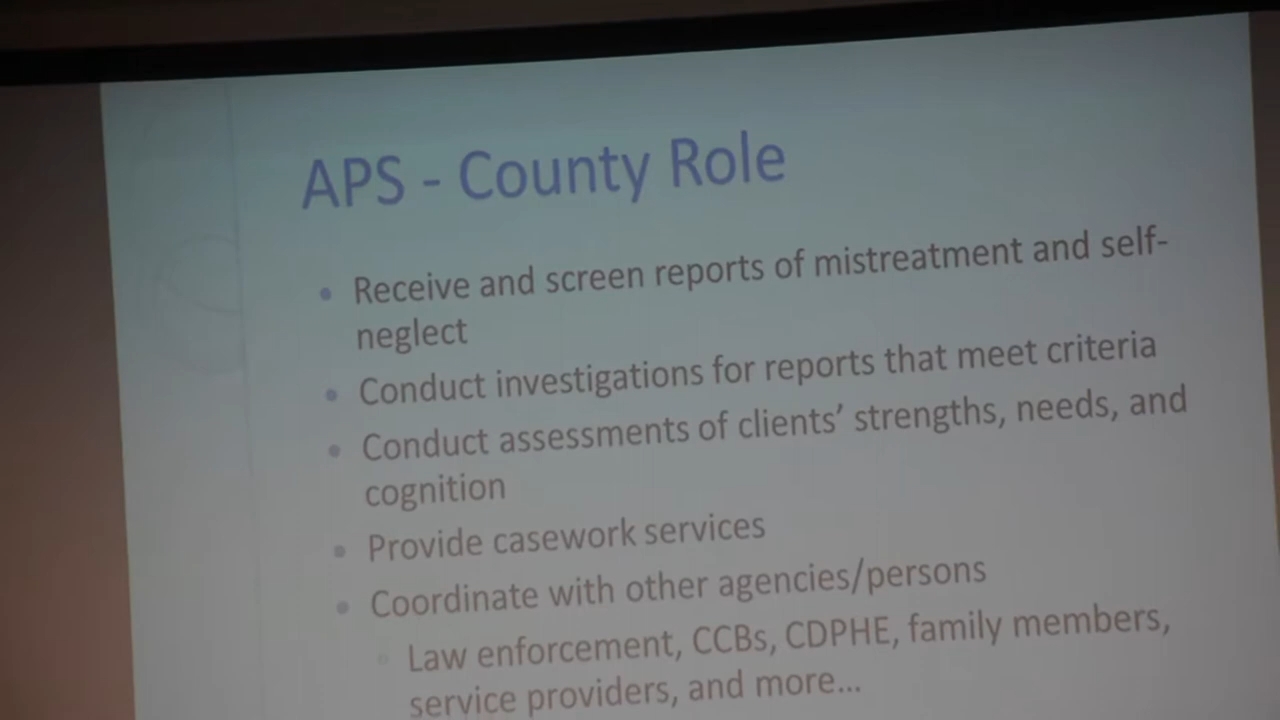 APS - County Role
• Receive and screen reports of mistreatment and self-
neglect
• Conduct investigations for reports that meet criteria
• Conduct assessments of clients’ strengths, needs, and
cognition
• Provide casework services
• Coordinate with other agencies/persons
Law enforcement, CCBs, CDPHE, family members,
service providers, and more...